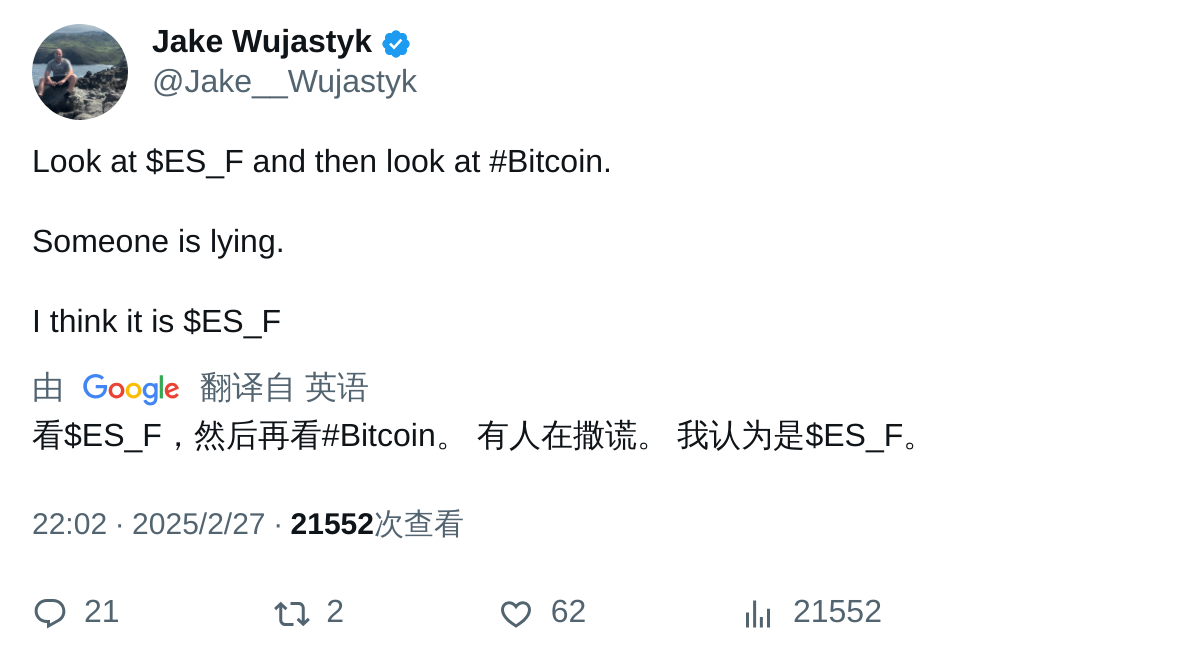 Jake Wujastyk
@Jake__Wujastyk
Look at $ES_F and then look at #Bitcoin.
Someone is lying.
I think it is $ES_F
由 Google 翻译自 英语
看$ES_F，然后再看#Bitcoin。 有人在撒谎。 我认为是$ES_F。
22:02 · 2025/2/27 · 21552次查看
21 2 62 21552